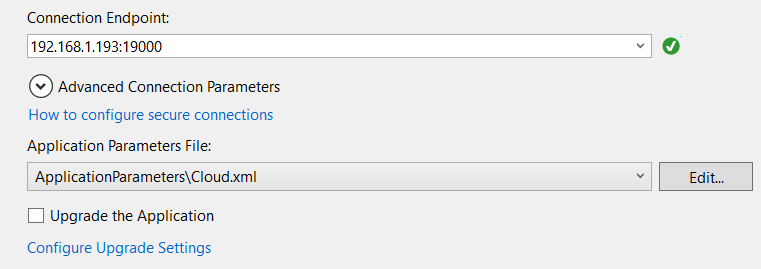 Connection Endpoint:
192.168.1.193:19000
Advanced Connection Parameters
How to configure secure connections
Application Parameters File:
ApplicationParameters\Cloud.xml
Edit...
Upgrade the Application
Configure Upgrade Settings